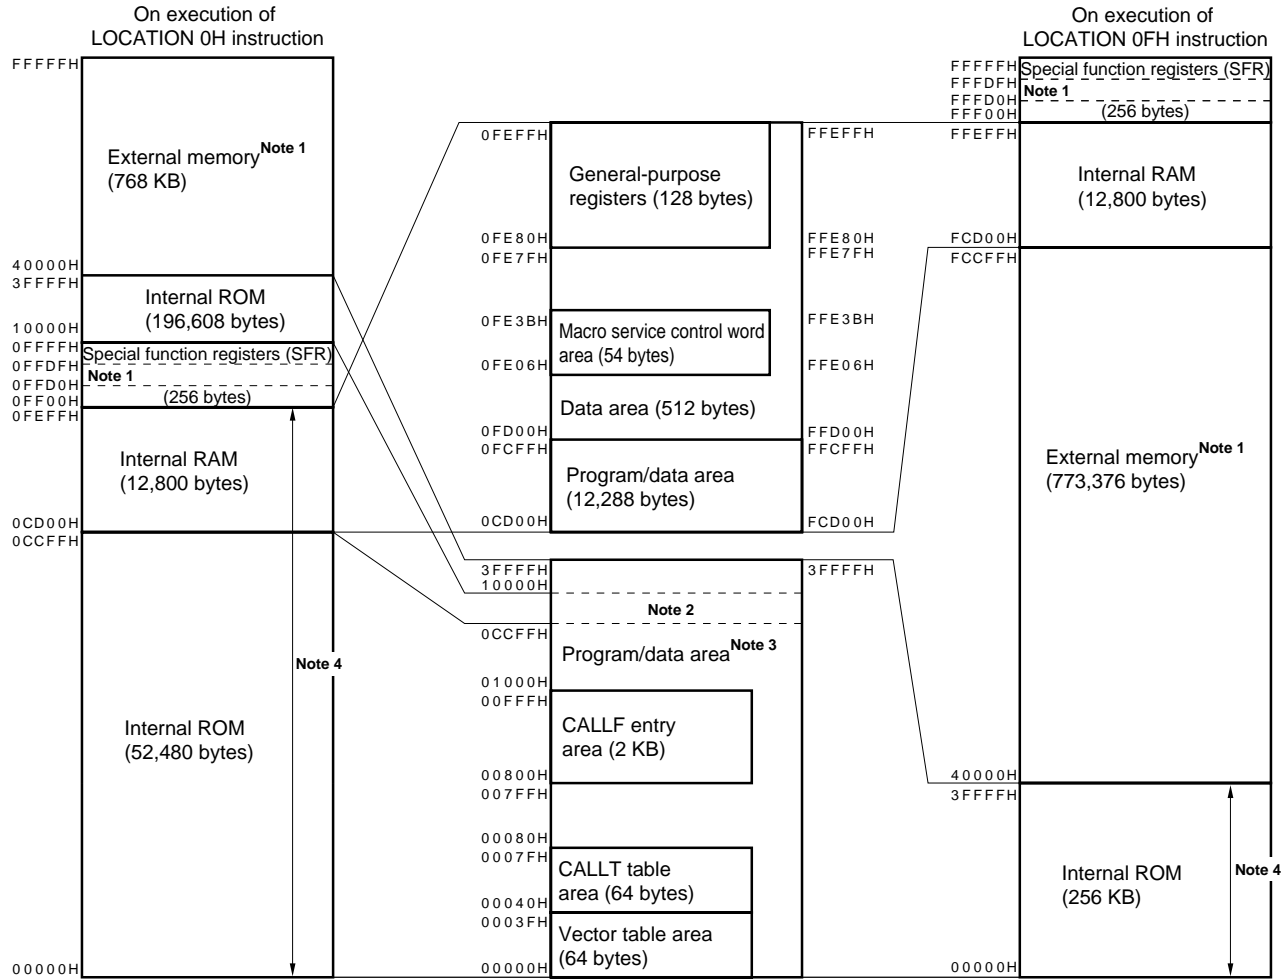 On execution of
LOCATION 0H instruction
FFFFFH
External memory Note 1
(768 KB)
40000H
3FFFFH
Internal ROM
(196,608 bytes)
10000H
0FFFFH
Special function registers (SFR)
0FFDFH
Note 1
0FFD0H
0FF00H
(256 bytes)
0FEFFH
Internal RAM
(12,800 bytes)
0CD00H
0CCFFH
Note 4
Internal ROM
(52,480 bytes)
00000H
0FEFFH
FFEFFH
General-purpose
registers (128 bytes)
0FE80H
FFE80H
0FE7FH
FFE7FH
0FE3BH
FFE3BH
Macro service control word
area (54 bytes)
0FE06H
FFE06H
Data area (512 bytes)
0FD00H
FFD00H
0FCFFH
FFCFFH
Program/data area
(12,288 bytes)
0CD00H
FCD00H
3FFFFH
3FFFFH
10000H
Note 2
0CCFFH
Program/data area Note 3
01000H
00FFFH
CALLF entry
area (2 KB)
00800H
007FFH
00080H
0007FH
CALLT table
area (64 bytes)
00040H
0003FH
Vector table area
(64 bytes)
00000H
On execution of
LOCATION 0FH instruction
FFFFFH
Special function registers (SFR)
FFFDFH
Note 1
FFFD0H
FFF00H
(256 bytes)
FFEFFH
Internal RAM
(12,800 bytes)
FCD00H
FCCFFH
External memory Note 1
(773,376 bytes)
40000H
3FFFFH
Internal ROM
(256 KB)
Note 4
00000H